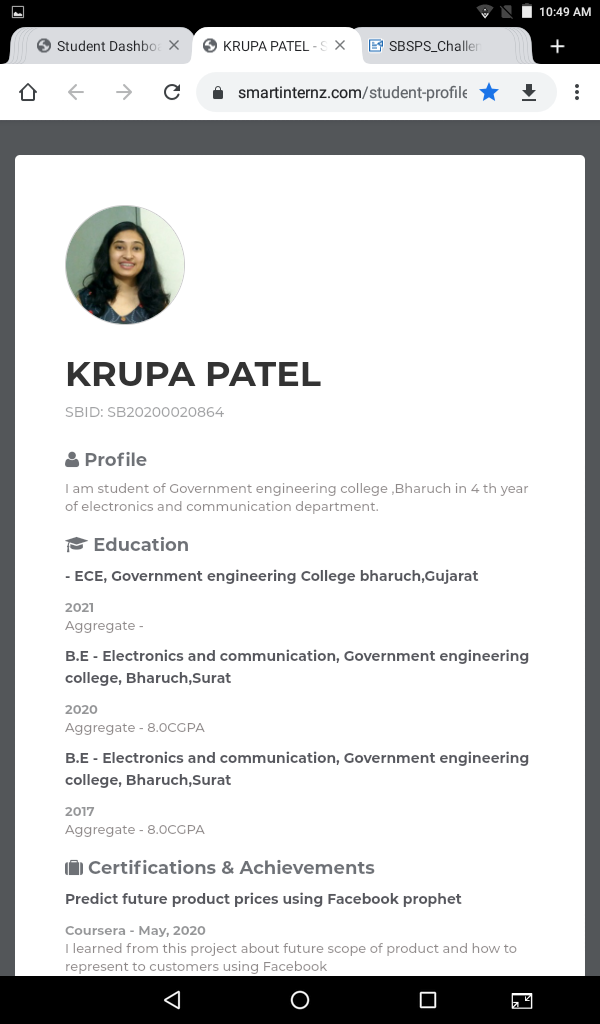 10:49 AM
Student Dashbo
KRUPA PATEL - S
SBSPS_Challen
smartinternz.com/student-profile
KRUPA PATEL
SBID: SB20200020864
Profile
I am student of Government engineering college ,Bharuch in 4 th year
of electronics and communication department.
Education
- ECE, Government engineering College bharuch,Gujarat
2021
Aggregate -
B.E - Electronics and communication, Government engineering
college, Bharuch,Surat
2020
Aggregate - 8.0CGPA
B.E - Electronics and communication, Government engineering
college, Bharuch,Surat
2017
Aggregate - 8.0CGPA
Certifications & Achievements
Predict future product prices using Facebook prophet
Coursera - May, 2020
I learned from this project about future scope of product and how to
represent to customers using Facebook